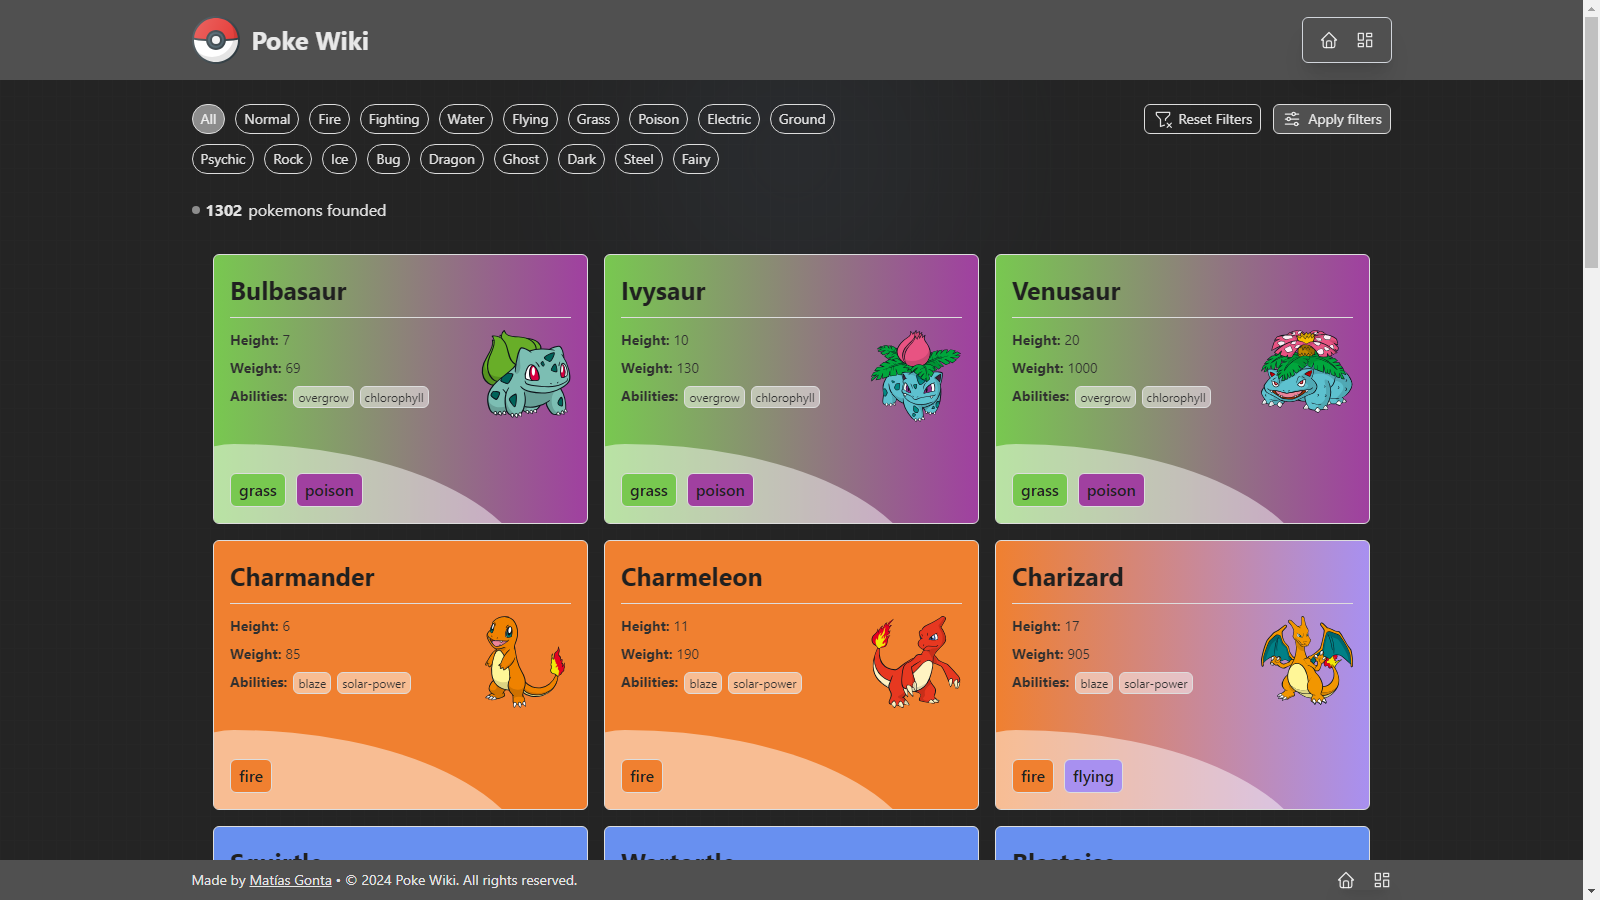 Poke Wiki
All Normal Fire Fighting Water Flying Grass Poison Electric Ground
Reset Filters Apply filters
Psychic Rock Ice Bug Dragon Ghost Dark Steel Fairy
1302 pokemons founded
Bulbasaur
Height: 7
Weight: 69
Abilities: overgrow chlorophyll
grass poison
Ivysaur
Height: 10
Weight: 130
Abilities: overgrow chlorophyll
grass poison
Venusaur
Height: 20
Weight: 1000
Abilities: overgrow chlorophyll
grass poison
Charmander
Height: 6
Weight: 85
Abilities: blaze solar-power
fire
Charmeleon
Height: 11
Weight: 190
Abilities: blaze solar-power
fire
Charizard
Height: 17
Weight: 905
Abilities: blaze solar-power
fire flying
Squirtle
Wartortle
Blastoise
Made by Matías Gonta • © 2024 Poke Wiki. All rights reserved.